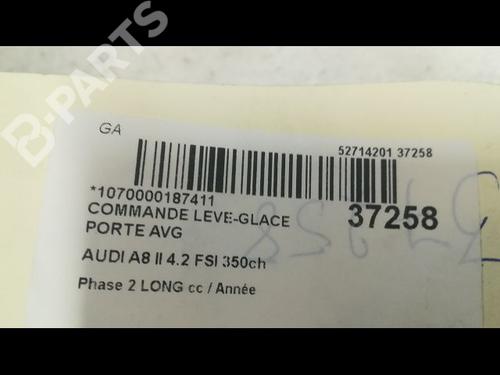 B-PARTS
GA
52714201 37258
*1070000187411
COMMANDE LEVE-GLACE
37258
PORTE AVG
AUDI A8 II 4.2 FSI 350ch
Phase 2 LONG cc / Année